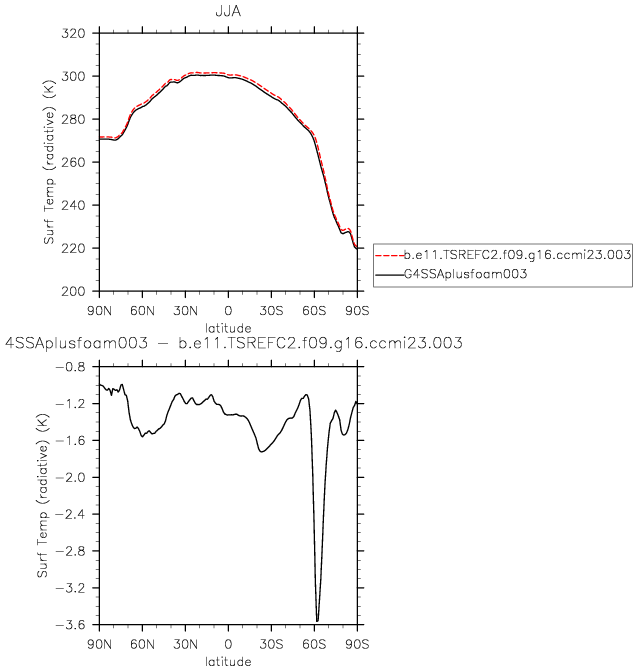 JJA
320
300
280
260
240
220
200
Surf Temp (radiative) (K)
90N 60N 30N 0 30S 60S 90S
latitude
b.e11.TSREFC2.f09.g16.ccmi23.003
G4SSAplusfoam003
4SSAplusfoam003 − b.e11.TSREFC2.f09.g16.ccmi23.003
−0.8
−1.2
−1.6
−2.0
−2.4
−2.8
−3.2
−3.6
Surf Temp (radiative) (K)
90N 60N 30N 0 30S 60S 90S
latitude